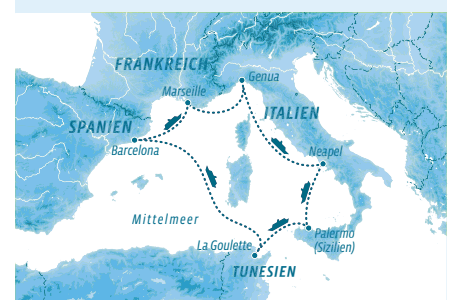 FRANKREICH
Genua
Marseille
ITALIEN
SPANIEN
Barcelona
Neapel
Mittelmeer
Palermo
(Sizilien)
La Goulette
TUNESIEN